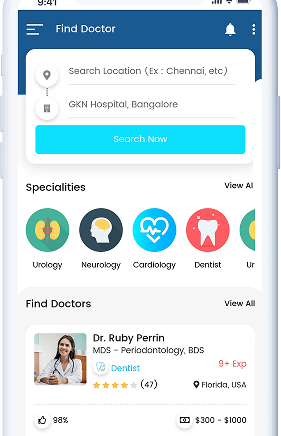 9:41
Find Doctor
Search Location (Ex : Chennai, etc)
GKN Hospital, Bangalore
Search Now
Specialities View Al
Urology Neurology Cardiology Dentist Ur
Find Doctors View All
Dr. Ruby Perrin
MDS - Periodontology, BDS
9+ Exp
Dentist
(47) Florida, USA
98% $300 - $1000